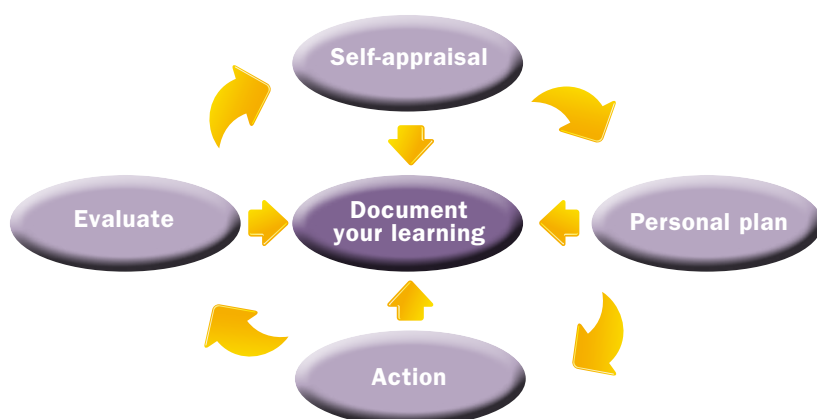 Self-appraisal
Evaluate
Document
your learning
Personal plan
Action